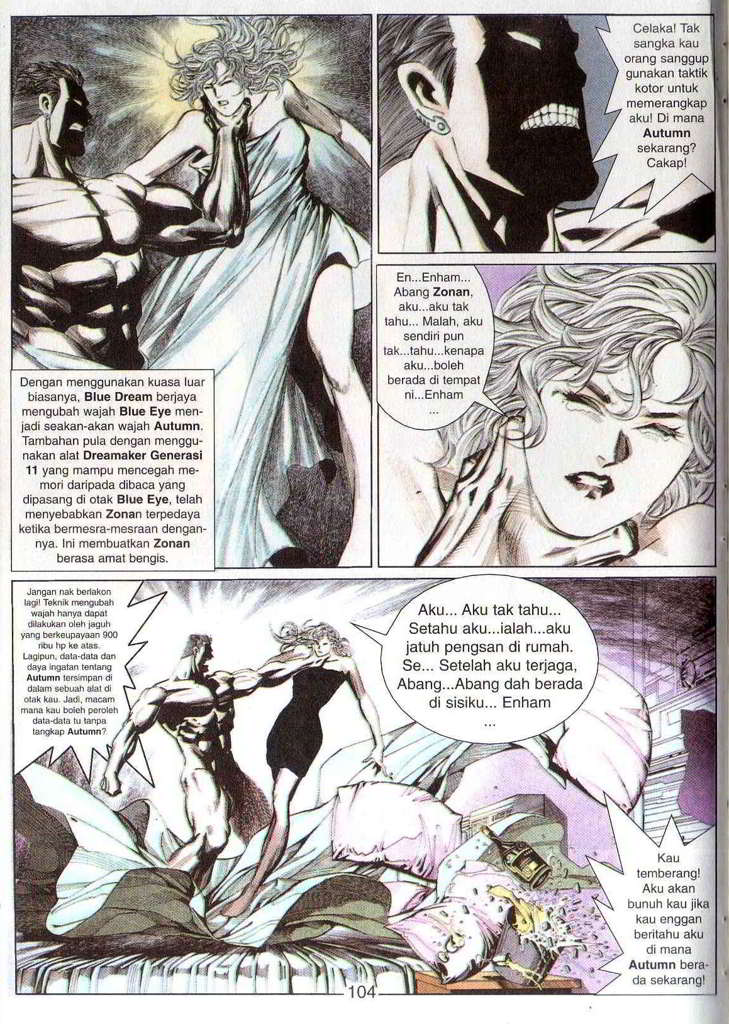 Dengan menggunakan kuasa luar
biasanya, Blue Dream berjaya
mengubah wajah Blue Eye men-
jadi seakan-akan wajah Autumn.
Tambahan pula dengan menggu-
nakan alat Dreamaker Generasi
11 yang mampu mencegah me-
mori daripada dibaca yang
dipasang di otak Blue Eye, telah
menyebabkan Zonan terpedaya
ketika bermesra-mesraan dengan-
nya. Ini membuatkan Zonan
berasa amat bengis.
Celaka! Tak
sangka kau
orang sanggup
gunakan taktik
kotor untuk
memerangkap
aku! Di mana
Autumn
sekarang?
Cakap!
En...Enham...
Abang Zonan,
aku...aku tak
tahu... Malah, aku
sendiri pun
tak...tahu...kenapa
aku...boleh
berada di tempat
ni...Enham
...
Jangan nak berlakon
lagi! Teknik mengubah
wajah hanya dapat
dilakukan oleh jaguh
yang berkeupayaan 900
ribu hp ke atas.
Lagipun, data-data dan
daya ingatan tentang
Autumn tersimpan di
dalam sebuah alat di
otak kau. Jadi, macam
mana kau boleh peroleh
data-data tu tanpa
tangkap Autumn?
Aku... Aku tak tahu...
Setahu aku...ialah...aku
jatuh pengsan di rumah.
Se... Setelah aku terjaga,
Abang...Abang dah berada
di sisiku... Enham
...
Kau
temberang!
Aku akan
bunuh kau jika
kau enggan
beritahu aku
di mana
Autumn bera-
da sekarang!
104